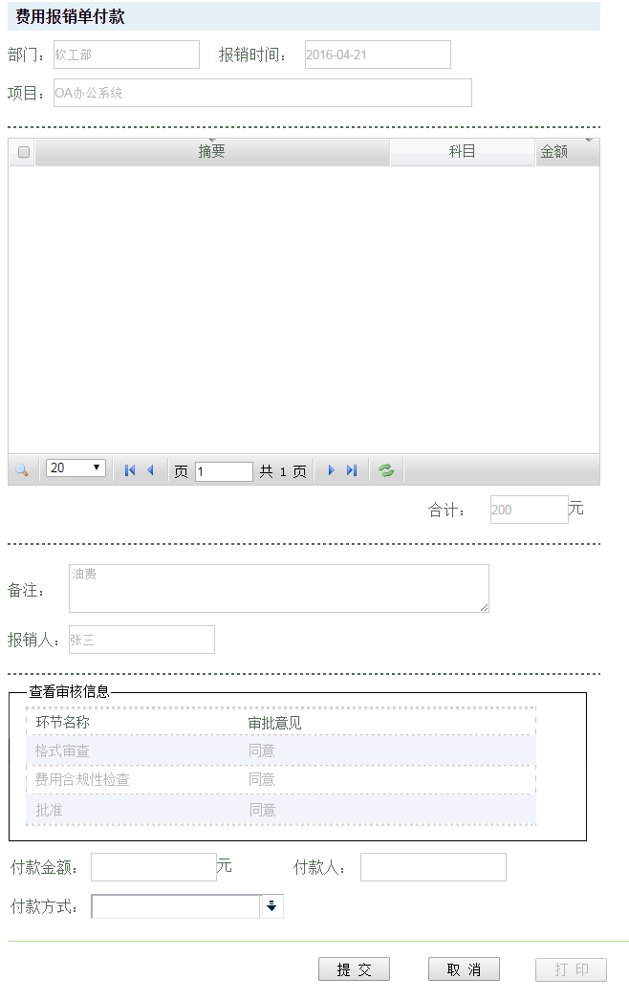 费用报销单付款
部门： 软工部 报销时间： 2016-04-21
项目： OA办公系统
摘要 科目 金额
20 页 1 共 1 页
合计： 200 元
备注： 油费
报销人： 张三
查看审核信息
环节名称 审批意见
格式审查 同意
费用合规性检查 同意
批准 同意
付款金额： 元 付款人：
付款方式：
提 交 取 消 打 印